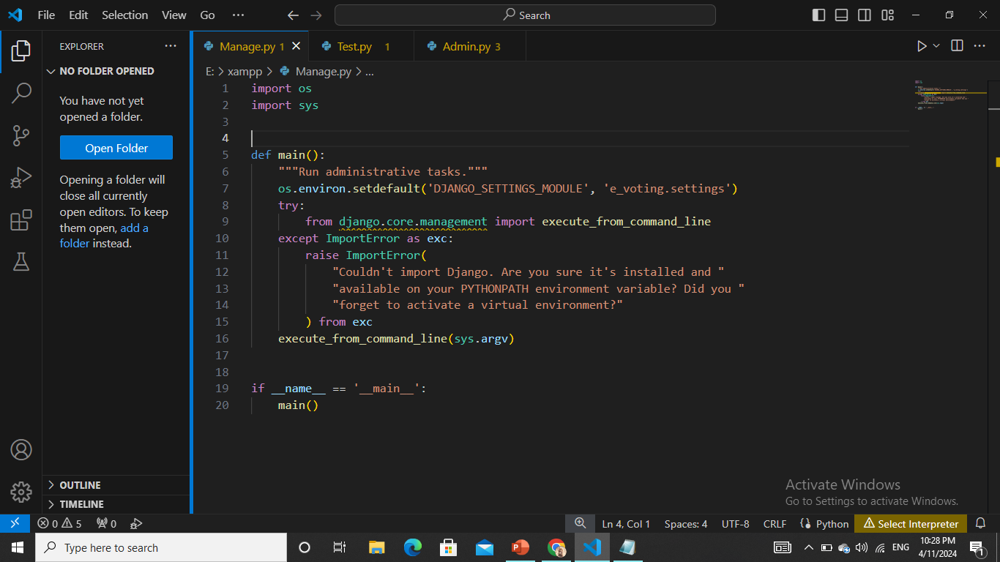 File Edit Selection View Go ··· Search
EXPLORER ···
NO FOLDER OPENED
You have not yet
opened a folder.
Open Folder
Opening a folder will
close all currently
open editors. To keep
them open, add a
folder instead.
OUTLINE
TIMELINE
Manage.py 1 Test.py 1 Admin.py 3
E: > xampp > Manage.py > ...
1 import os
2 import sys
3
4
5 def main():
6 """Run administrative tasks."""
7 os.environ.setdefault('DJANGO_SETTINGS_MODULE', 'e_voting.settings')
8 try:
9 from django.core.management import execute_from_command_line
10 except ImportError as exc:
11 raise ImportError(
12 "Couldn't import Django. Are you sure it's installed and "
13 "available on your PYTHONPATH environment variable? Did you "
14 "forget to activate a virtual environment?"
15 ) from exc
16 execute_from_command_line(sys.argv)
17
18
19 if __name__ == '__main__':
20 main()
Activate Windows
Go to Settings to activate Windows.
0 5 0 Ln 4, Col 1 Spaces: 4 UTF-8 CRLF Python Select Interpreter
Type here to search
ENG
10:28 PM
4/11/2024
1